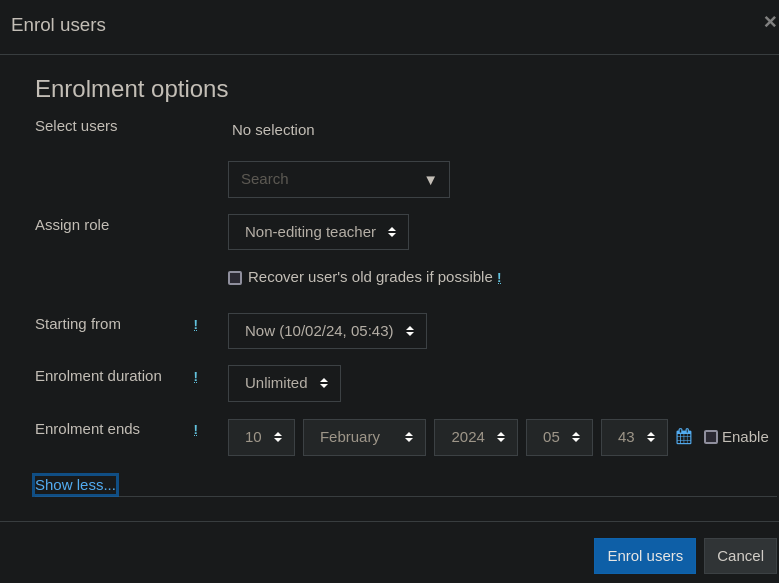 Enrol users ×
Enrolment options
Select users
No selection
Search ▼
Assign role
Non-editing teacher
Recover user's old grades if possible !
Starting from ! Now (10/02/24, 05:43)
Enrolment duration ! Unlimited
Enrolment ends ! 10 February 2024 05 43 Enable
Show less...
Enrol users Cancel